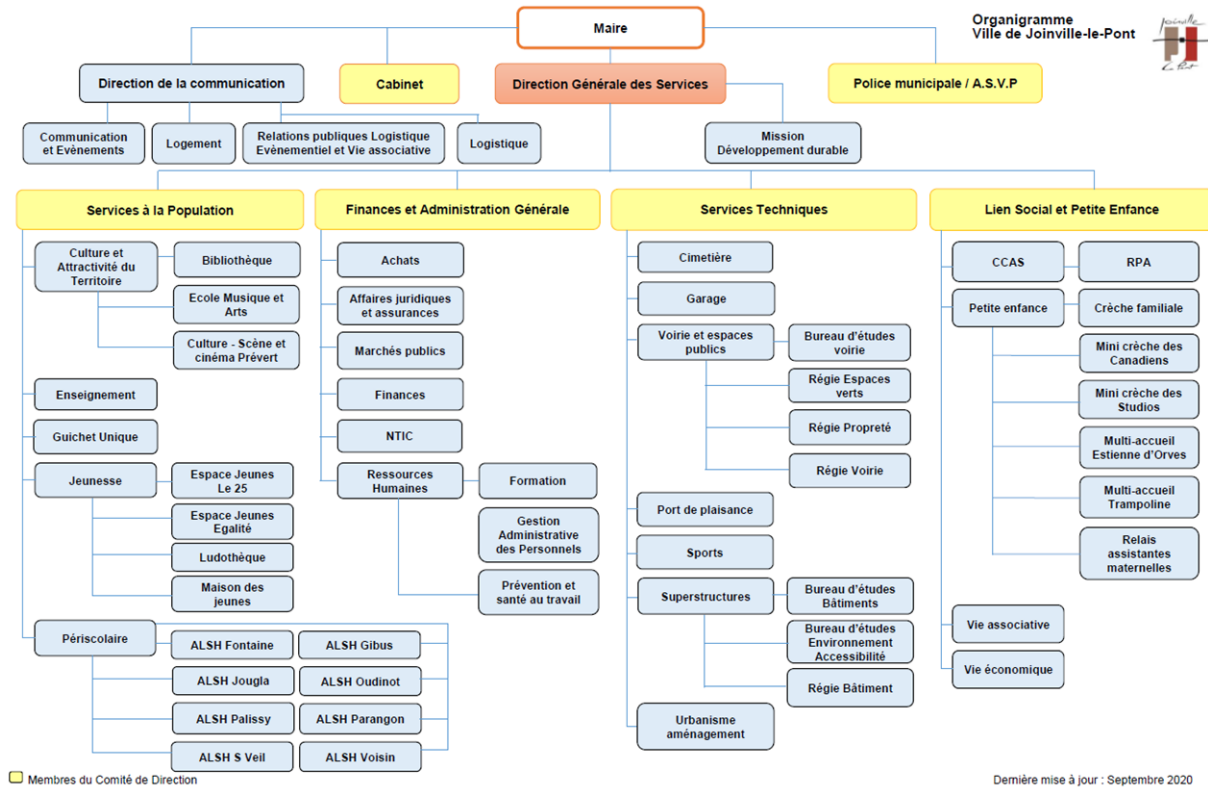 Organigramme
Ville de Joinville-le-Pont
Joinville
le Pont
Maire
Direction de la communication
Cabinet
Direction Générale des Services
Police municipale / A.S.V.P
Communication
et Evènements
Logement
Relations publiques Logistique
Evènementiel et Vie associative
Logistique
Mission
Développement durable
Services à la Population
Finances et Administration Générale
Services Techniques
Lien Social et Petite Enfance
Culture et
Attractivité du
Territoire
Bibliothèque
Ecole Musique et
Arts
Culture - Scène et
cinéma Prévert
Enseignement
Guichet Unique
Jeunesse
Espace Jeunes
Le 25
Espace Jeunes
Egalité
Ludothèque
Maison des
jeunes
Périscolaire
ALSH Fontaine
ALSH Gibus
ALSH Jougla
ALSH Oudinot
ALSH Palissy
ALSH Parangon
ALSH S Veil
ALSH Voisin
Achats
Affaires juridiques
et assurances
Marchés publics
Finances
NTIC
Ressources
Humaines
Formation
Gestion
Administrative
des Personnels
Prévention et
santé au travail
Cimetière
Garage
Voirie et espaces
publics
Bureau d'études
voirie
Régie Espaces
verts
Régie Propreté
Régie Voirie
Port de plaisance
Sports
Superstructures
Bureau d'études
Bâtiments
Bureau d'études
Environnement
Accessibilité
Régie Bâtiment
Urbanisme
aménagement
CCAS
RPA
Petite enfance
Crèche familiale
Mini crèche des
Canadiens
Mini crèche des
Studios
Multi-accueil
Estienne d'Orves
Multi-accueil
Trampoline
Relais
assistantes
maternelles
Vie associative
Vie économique
Membres du Comité de Direction
Dernière mise à jour : Septembre 2020